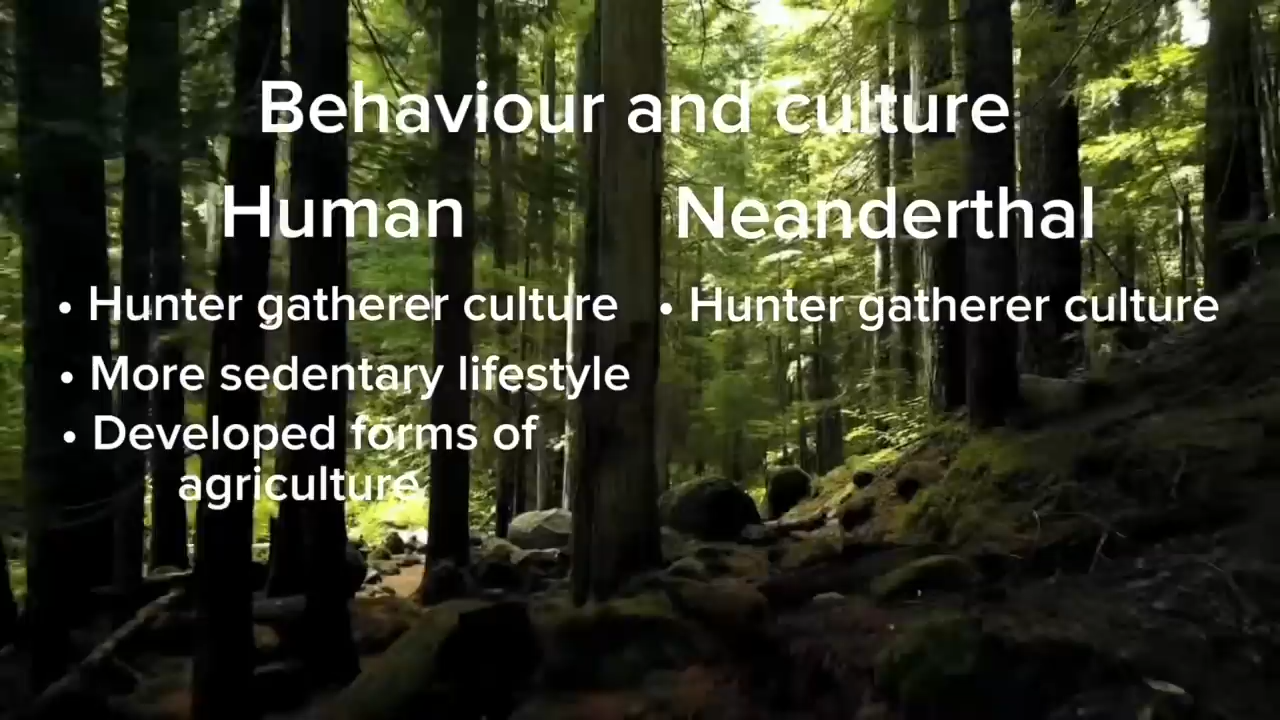 Behaviour and culture
Human
Neanderthal
• Hunter gatherer culture
• More sedentary lifestyle
• Developed forms of
agriculture
• Hunter gatherer culture